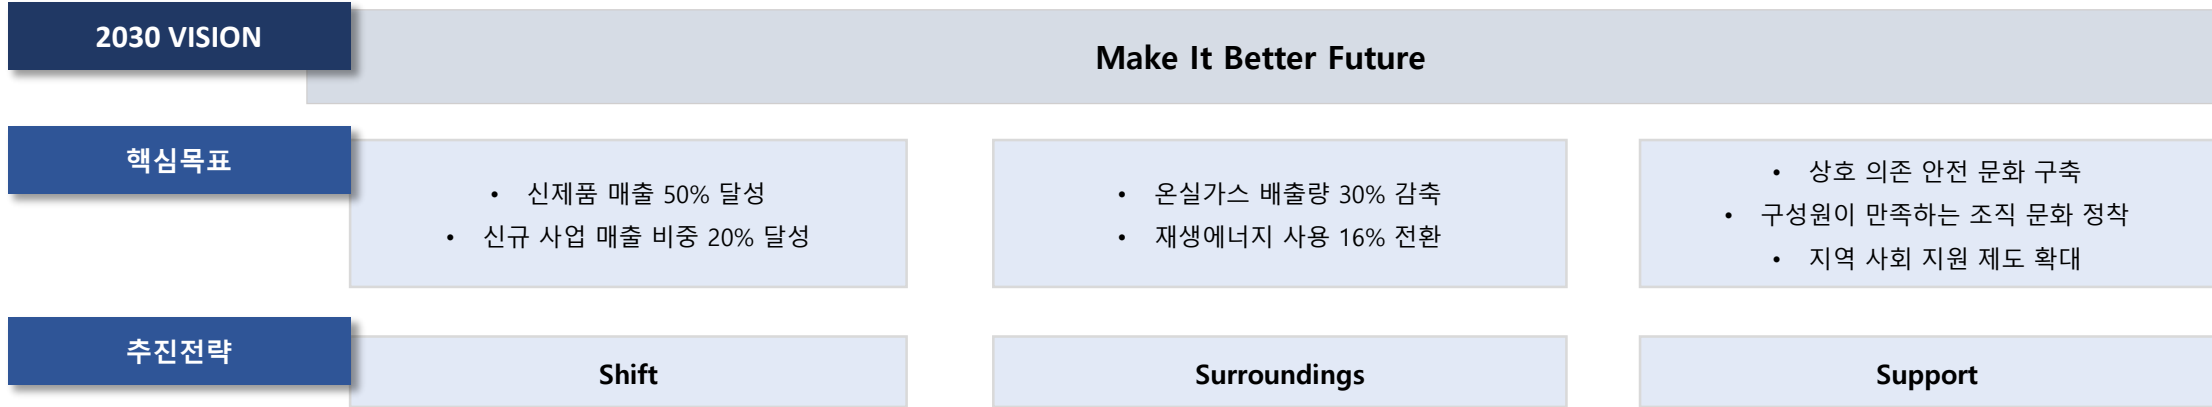 2030 VISION
Make It Better Future
핵심목표
• 신제품 매출 50% 달성
• 신규 사업 매출 비중 20% 달성
• 온실가스 배출량 30% 감축
• 재생에너지 사용 16% 전환
• 상호 의존 안전 문화 구축
• 구성원이 만족하는 조직 문화 정착
• 지역 사회 지원 제도 확대
추진전략
Shift
Surroundings
Support